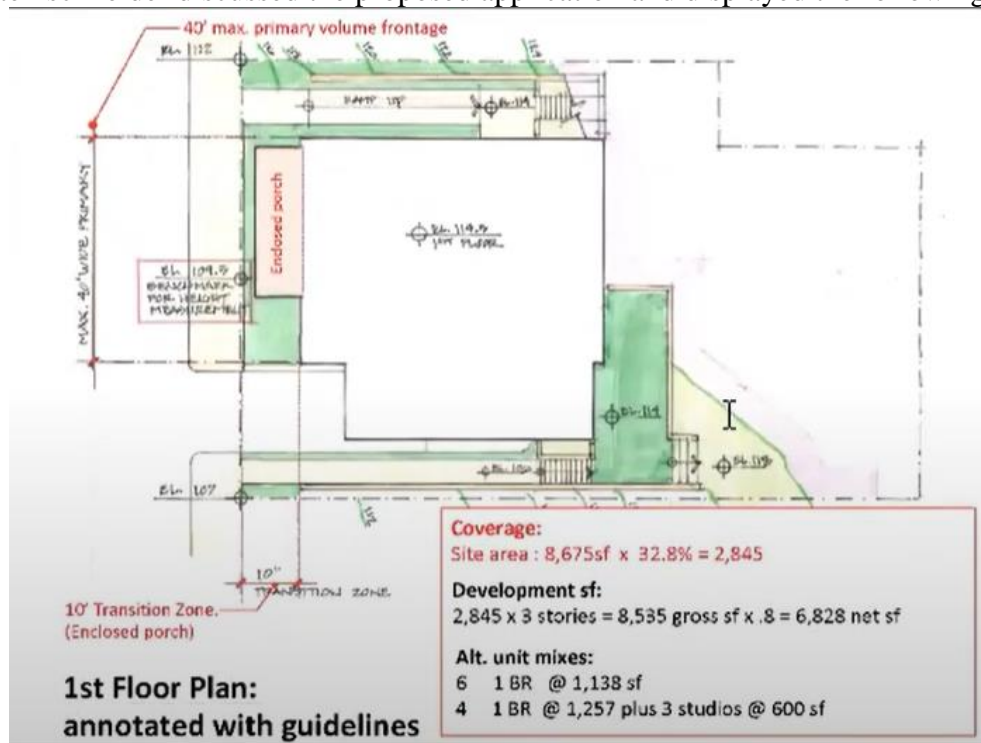 40' max. primary volume frontage
RAMP UP
EL. 114
MAX. 40' WIDE PRIMARY
Enclosed porch
EL. 114.5
1ST FLOOR
EL. 109.5
BENCHMARK
FOR HEIGHT
MEASUREMENT
EL. 114
EL. 107
112
10"
TRANSITION ZONE
10' Transition Zone.
(Enclosed porch)
1st Floor Plan:
annotated with guidelines
Coverage:
Site area : 8,675sf x 32.8% = 2,845
Development sf:
2,845 x 3 stories = 8,535 gross sf x .8 = 6,828 net sf
Alt. unit mixes:
6 1 BR @ 1,138 sf
4 1 BR @ 1,257 plus 3 studios @ 600 sf